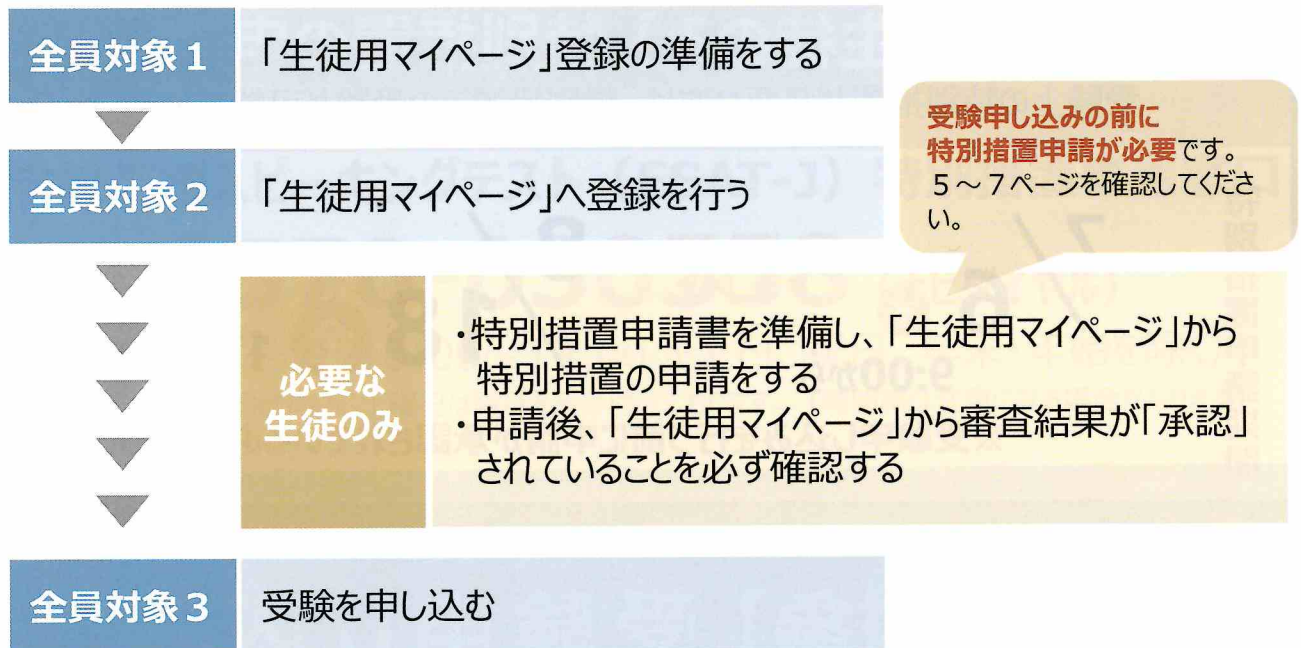 全員対象1
「生徒用マイページ」登録の準備をする
全員対象2
「生徒用マイページ」へ登録を行う
受験申し込みの前に
特別措置申請が必要です。
5～7ページを確認してくださ
い。
必要な
生徒のみ
・特別措置申請書を準備し、「生徒用マイページ」から
特別措置の申請をする
・申請後、「生徒用マイページ」から審査結果が「承認」
されていることを必ず確認する
全員対象3
受験を申し込む